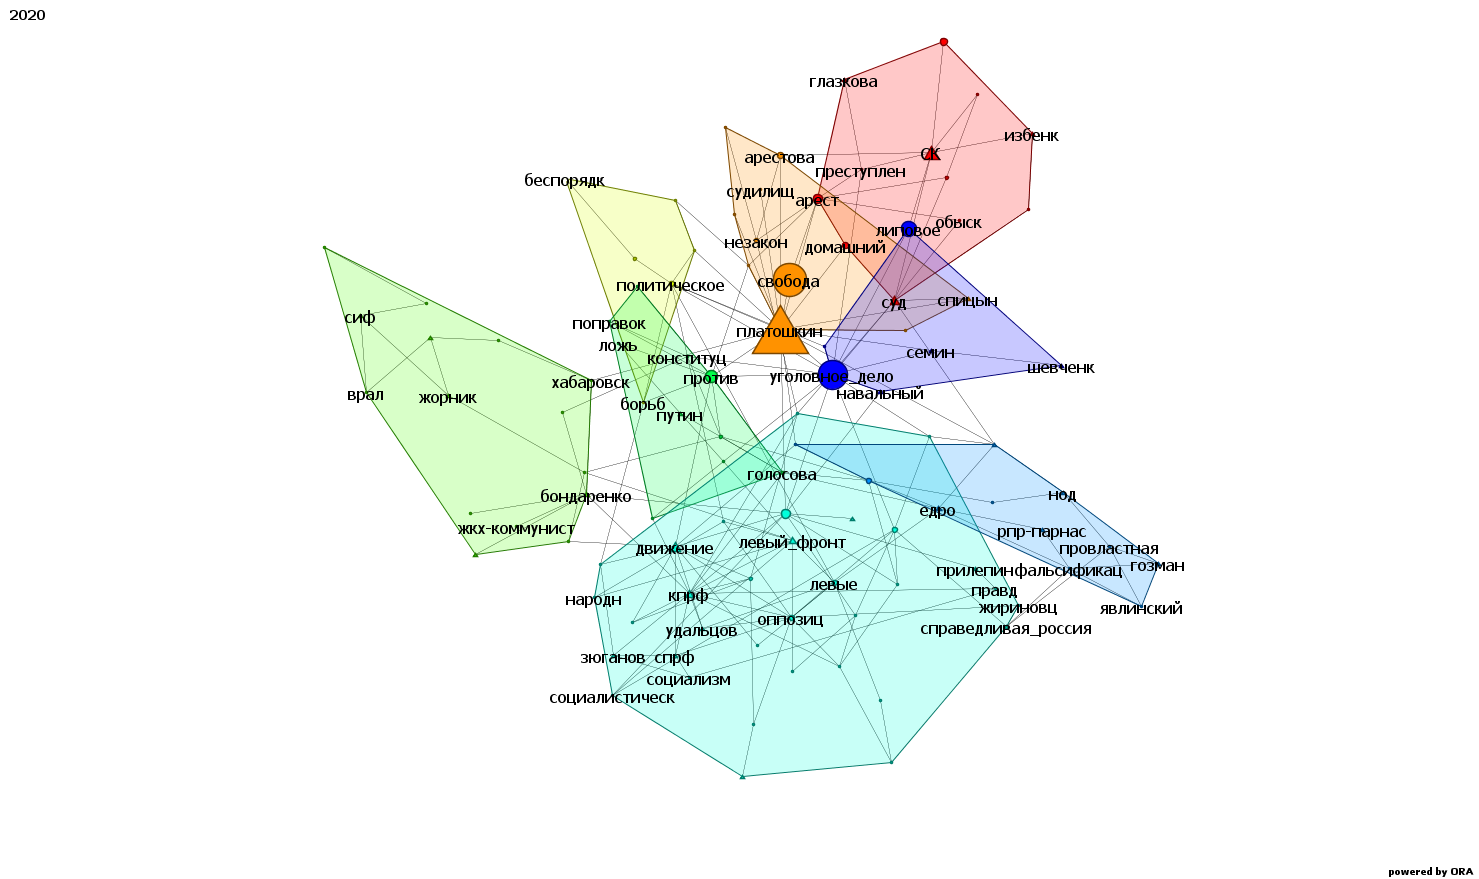 2020
глазкова
избенк
СК
арестова
преступлен
беспорядк
судилищ
арест
обыск
липовое
незакон
домашний
свобода
политическое
спицын
суд
сиф
поправок
платошкин
ложь
семин
конституц
шевченк
против
уголовное_дело
хабаровск
врал
навальный
жорник
борьб
путин
голосова
нод
бондаренко
едро
жкх-коммунист
рпр-парнас
левый_фронт
движение
провластная
гозман
прилепин
фальсификац
левые
правд
кпрф
народн
жириновц
явлинский
оппозиц
удальцов
справедливая_россия
зюганов
спрф
социализм
социалистическ
powered by ORA